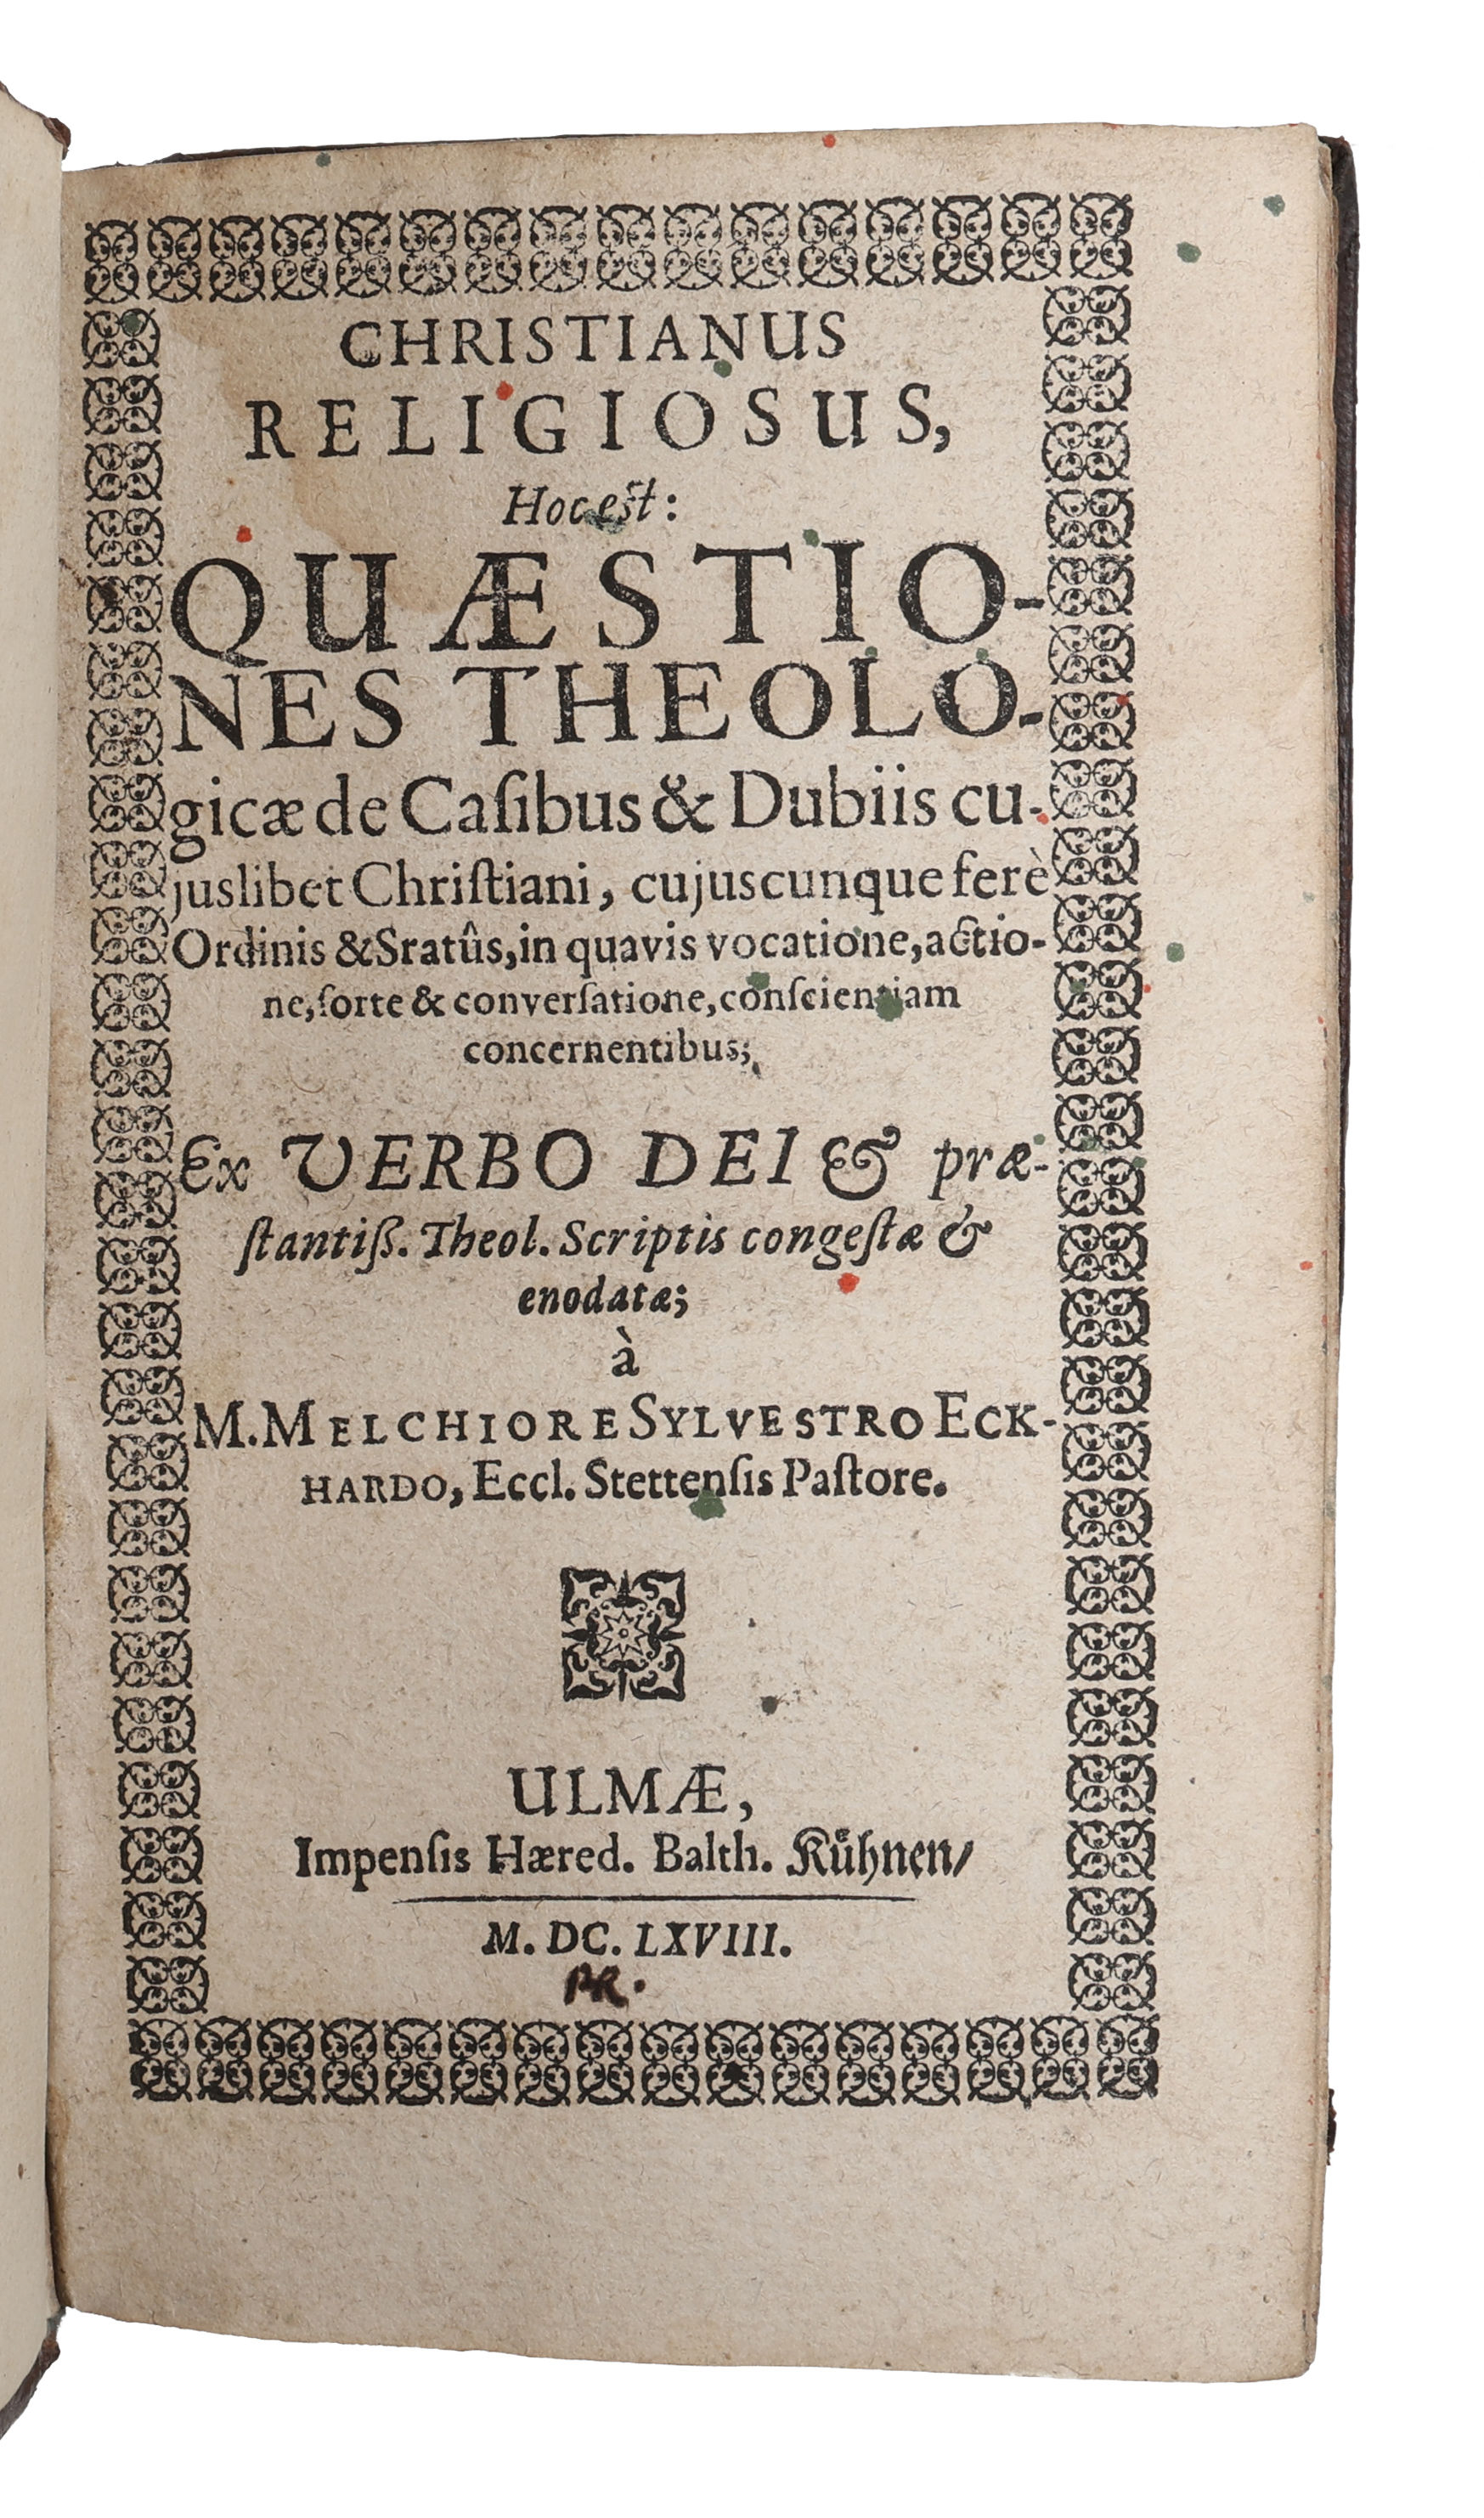 CHRISTIANUS
RELIGIOSUS,
Hoc est:
QUÆSTIO-
NES THEOLO-
gicæ de Caſibus & Dubiis cu-
juslibet Chriſtiani, cujuscunque ferè
Ordinis & Sratûs, in quavis vocatione, actio-
ne, ſorte & converſatione, conſcientiam
concernentibus;
Ex VERBO DEI & præ-
ſtantiſß. Theol. Scriptis congeſtæ &
enodatæ;
à
M. MELCHIORE SYLVESTRO ECK-
HARDO, Eccl. Stettenſis Paſtore.
ULMÆ,
Impenſis Hæred. Balth. Kühnen/
M. DC. LXVIII.
PR.